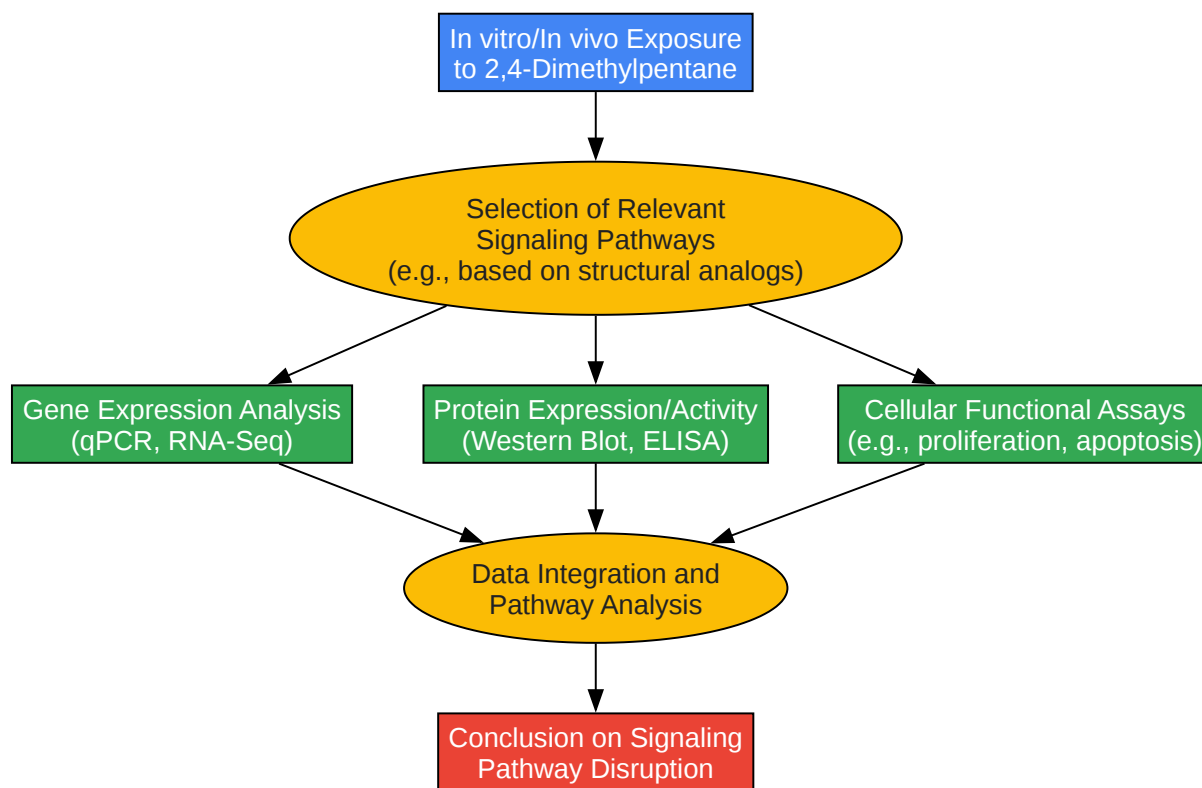 In vitro/In vivo Exposure
to 2,4-Dimethylpentane
Selection of Relevant
Signaling Pathways
(e.g., based on structural analogs)
Gene Expression Analysis
(qPCR, RNA-Seq)
Protein Expression/Activity
(Western Blot, ELISA)
Cellular Functional Assays
(e.g., proliferation, apoptosis)
Data Integration and
Pathway Analysis
Conclusion on Signaling
Pathway Disruption